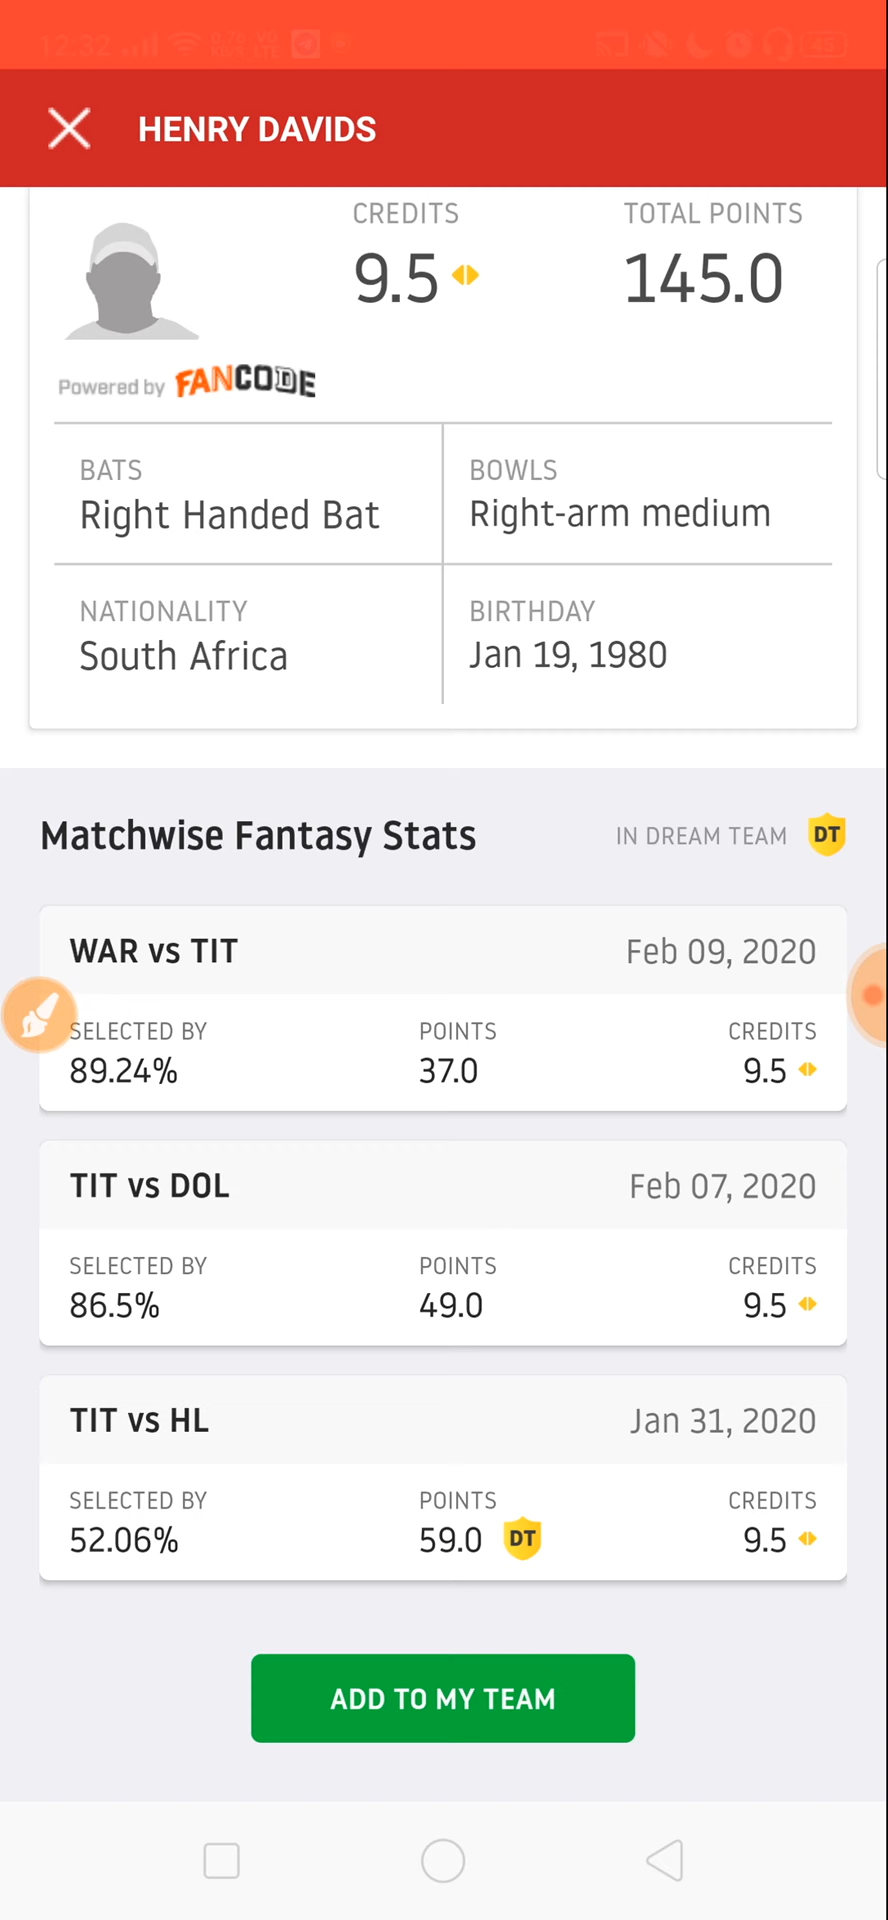 12:32
HENRY DAVIDS
CREDITS TOTAL POINTS
9.5 145.0
Powered by FANCODE
BATS BOWLS
Right Handed Bat Right-arm medium
NATIONALITY BIRTHDAY
South Africa Jan 19, 1980
Matchwise Fantasy Stats IN DREAM TEAM DT
WAR vs TIT Feb 09, 2020
SELECTED BY POINTS CREDITS
89.24% 37.0 9.5
TIT vs DOL Feb 07, 2020
SELECTED BY POINTS CREDITS
86.5% 49.0 9.5
TIT vs HL Jan 31, 2020
SELECTED BY POINTS CREDITS
52.06% 59.0 DT 9.5
ADD TO MY TEAM